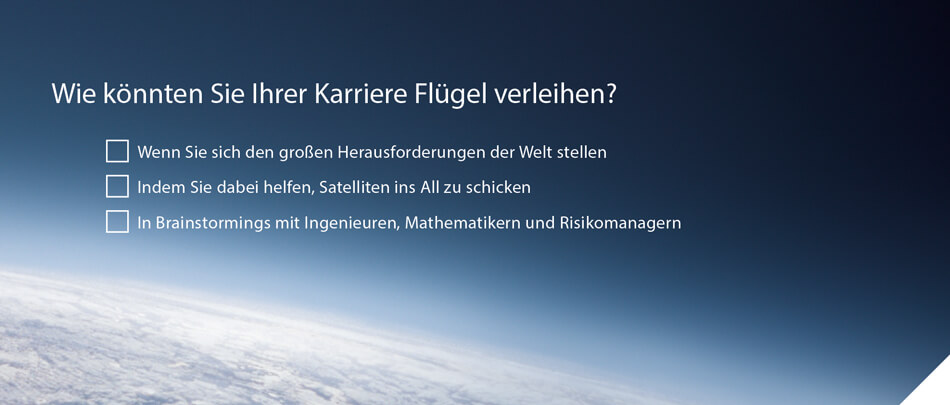 Wie könnten Sie Ihrer Karriere Flügel verleihen?
Wenn Sie sich den großen Herausforderungen der Welt stellen
Indem Sie dabei helfen, Satelliten ins All zu schicken
In Brainstormings mit Ingenieuren, Mathematikern und Risikomanagern